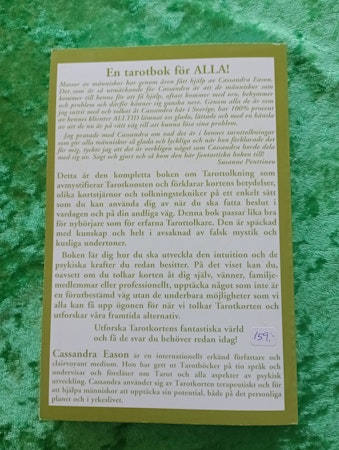 En tarotbok för ALLA!
Massor av människor har genom åren fått hjälp av Cassandra Eason.
Det som är så utmärkande för Cassandra är att de människor som
kommer till henne för att få hjälp, oftast kommer med oro, bekymmer
och problem och därför känner sig ganska nere. Genom alla de år som
jag suttit med och tolkat åt Cassandra här i Sverige, har 100% procent
av hennes klienter ALLTID lämnat oss glada, lättade och med en känsla
av att de nu är på rätt väg till att kunna lösa sina problem.
Jag pratade med Cassandra om vad det är i hennes tarottolkningar
som gör alla människor så glada och lyckliga och när hon förklarade det
för mig, tyckte jag att det är verkligen något som Cassandra borde dela
med sig av. Sagt och gjort och så kom den här fantastiska boken till!
Susanne Penttinen
Detta är den kompletta boken om Tarottolkning som
avmystifierar Tarotkonsten och förklarar kortens betydelser,
olika kortstjärnor och tolkningstekniker på ett enkelt sätt
som du kan använda dig av när du ska fatta beslut i
vardagen och på din andliga väg. Denna bok passar lika bra
för nybörjare som för erfarna Tarottolkare. Den är späckad
med kunskap och helt i avsaknad av falsk mystik och
kusliga undertoner.
Boken lär dig hur du ska utveckla den intuition och de
psykiska krafter du redan besitter. På det viset kan du,
oavsett om du tolkar korten åt dig själv, vänner, familje-
medlemmar eller professionellt, upptäcka något som inte är
en förutbestämd väg utan de underbara möjligheter som vi
alla kan få upp ögonen för när vi tolkar Tarotkorten och
utforskar våra framtida alternativ.
Utforska Tarotkortens fantastiska värld
och få de svar du behöver redan idag!
159:-
Cassandra Eason är en internationellt erkänd författare och
clairvoyant medium. Hon har gett ut Tarotböcker på tio språk och
undervisar och föreläser om Tarot och alla aspekter av psykisk
utveckling. Cassandra använder sig av Tarotkorten terapeutiskt och för
att hjälpa människor att upptäcka sin potential, både på det personliga
planet och i yrkeslivet.